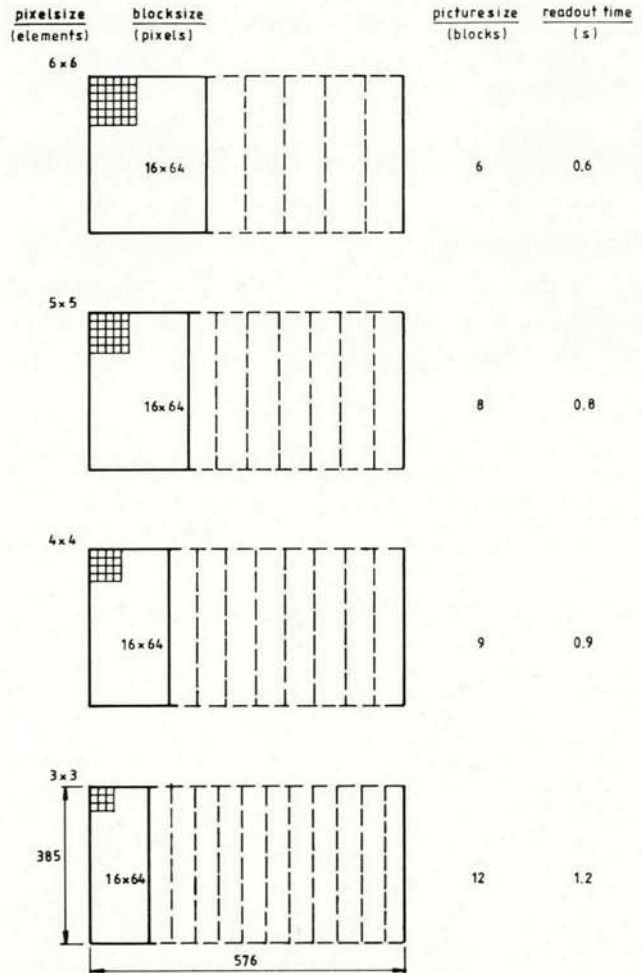 pixelsize blocksize picturesize readout time
(elements) (pixels) (blocks) (s)
6×6
16×64 6 0.6
5×5
16×64 8 0.8
4×4
16×64 9 0.9
3×3
385
16×64 12 1.2
576